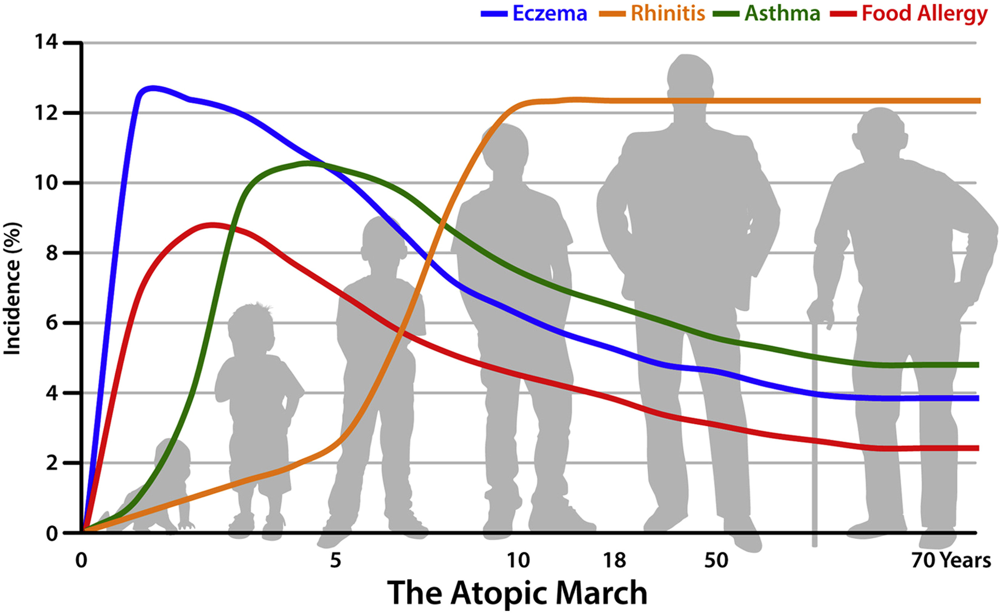 Eczema Rhinitis Asthma Food Allergy
14
12
10
8
6
4
2
0
Incidence (%)
0 5 10 18 50 70 Years
The Atopic March